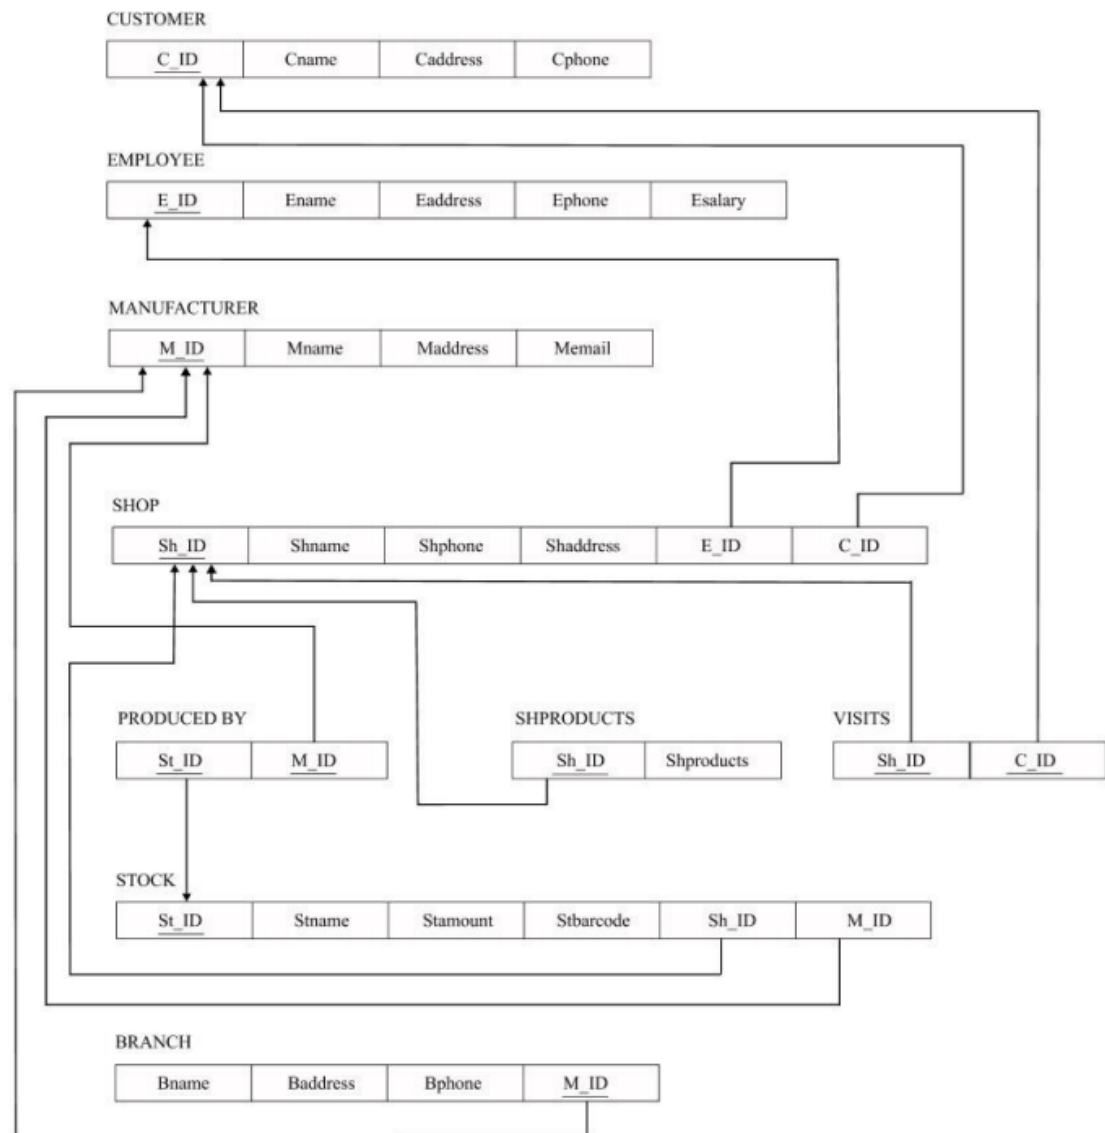 CUSTOMER
C_ID Cname Caddress Cphone
EMPLOYEE
E_ID Ename Eaddress Ephone Esalary
MANUFACTURER
M_ID Mname Maddress Memail
SHOP
Sh_ID Shname Shphone Shaddress E_ID C_ID
PRODUCED BY SHPRODUCTS VISITS
St_ID M_ID Sh_ID Shproducts Sh_ID C_ID
STOCK
St_ID Stname Stamount Stbarcode Sh_ID M_ID
BRANCH
Bname Baddress Bphone M_ID